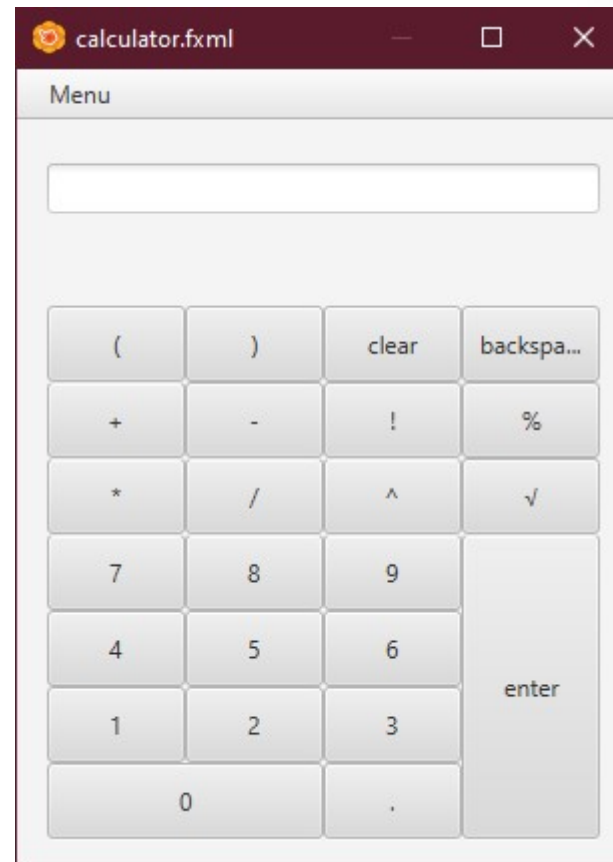 calculator.fxml
Menu
( ) clear backspa...
+ - ! %
* / ^ √
7 8 9
4 5 6
enter
1 2 3
0 .